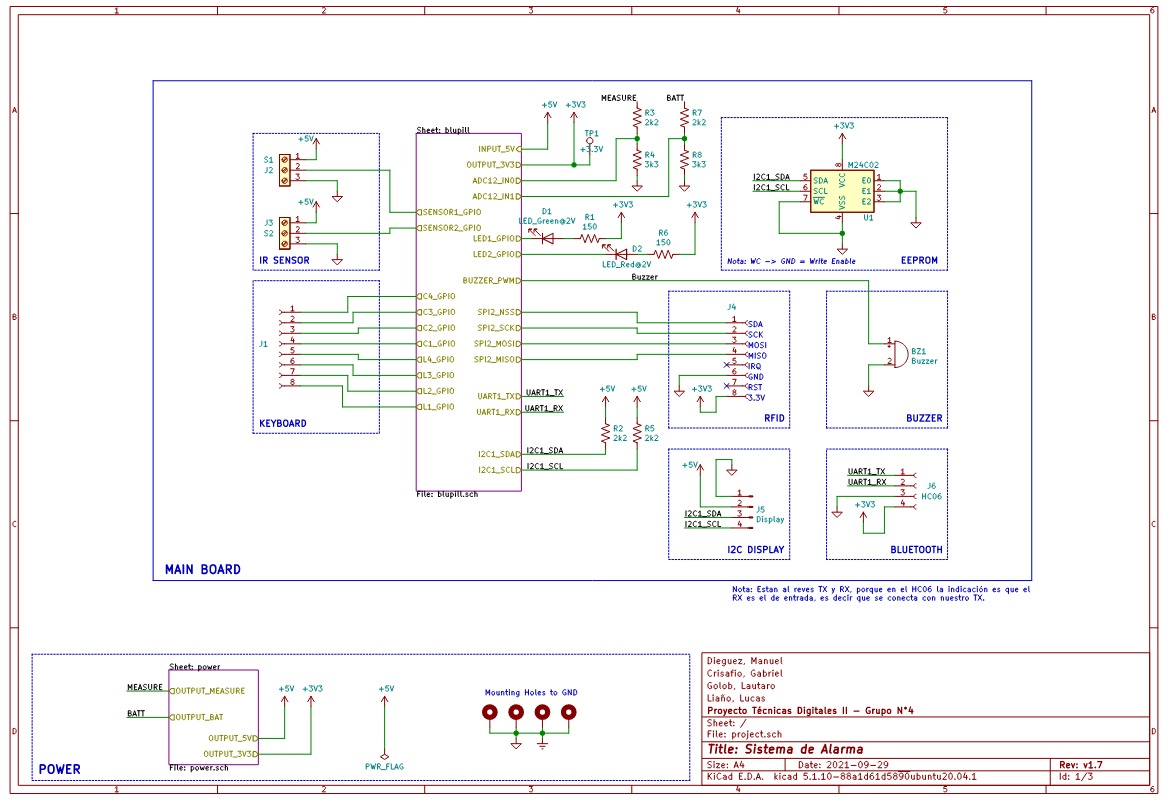 1 2 3 4 5 6
A
B
C
D
MEASURE BATT
+5V +3V3
R3
2k2
R7
2k2
TP1
+3.3V
R4
3k3
R8
3k3
Sheet: blupill
INPUT_5V
OUTPUT_3V3
ADC12_IN0
ADC12_IN1
SENSOR1_GPIO
SENSOR2_GPIO
LED1_GPIO
LED2_GPIO
BUZZER_PWM
C4_GPIO
C3_GPIO
C2_GPIO
C1_GPIO
L4_GPIO
L3_GPIO
L2_GPIO
L1_GPIO
SPI2_NSS
SPI2_SCK
SPI2_MOSI
SPI2_MISO
UART1_TX
UART1_RX
I2C1_SDA
I2C1_SCL
File: blupill.sch
+5V
S1
J2
1
2
3
+5V
J3
S2
1
2
3
IR SENSOR
J1
1
2
3
4
5
6
7
8
KEYBOARD
D1
LED_Green@2V
R1
150
+3V3
D2
LED_Red@2V
R6
150
+3V3
Buzzer
UART1_TX
UART1_RX
I2C1_SDA
I2C1_SCL
+5V +5V
R2
2k2
R5
2k2
+3V3
M24C02
I2C1_SDA
I2C1_SCL
5 SDA
6 SCL
7 WC
8 VCC
4 VSS
E0 1
E1 2
E2 3
U1
Nota: WC -> GND = Write Enable
EEPROM
J4
1 SDA
2 SCK
3 MOSI
4 MISO
5 IRQ
6 GND
7 RST
8 3.3V
+3V3
RFID
1
2
BZ1
Buzzer
BUZZER
+5V
1
2
I2C1_SDA 3
I2C1_SCL 4
J5
Display
I2C DISPLAY
UART1_TX 1
UART1_RX 2
3
4
J6
HC06
+3V3
BLUETOOTH
MAIN BOARD
Nota: Estan al reves TX y RX, porque en el HC06 la indicación es que el
RX es el de entrada, es decir que se conecta con nuestro TX.
Sheet: power
MEASURE
BATT
OUTPUT_MEASURE
OUTPUT_BAT
OUTPUT_5V
OUTPUT_3V3
File: power.sch
+5V +3V3
+5V
PWR_FLAG
Mounting Holes to GND
POWER
Dieguez, Manuel
Crisafio, Gabriel
Golob, Lautaro
Liaño, Lucas
Proyecto Técnicas Digitales II - Grupo N°4
Sheet: /
File: project.sch
Title: Sistema de Alarma
Size: A4 Date: 2021-09-29 Rev: v1.7
KiCad E.D.A. kicad 5.1.10-88a1d61d5890ubuntu20.04.1 Id: 1/3
1 2 3 4 5 6
A
B
C
D